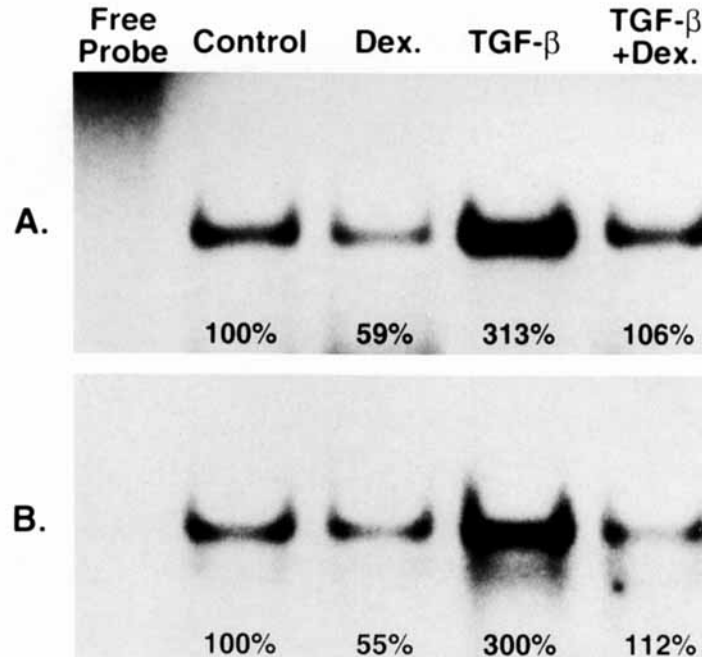 Free Probe Control Dex. TGF-β TGF-β +Dex.
A.
100% 59% 313% 106%
B.
100% 55% 300% 112%